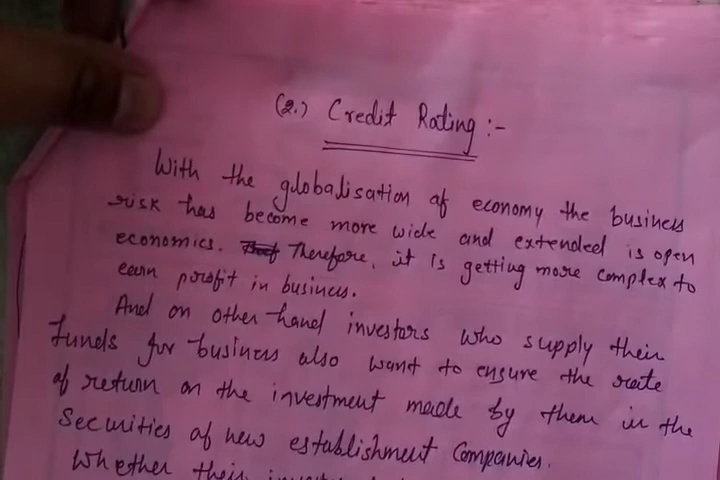 (2.) Credit Rating :-
With the globalisation of economy the business
risk has become more wide and extended is open
economics. Therefore, it is getting more complex to
earn profit in business.
And on other hand investors who supply their
funds for business also want to ensure the rate
of return on the investment made by them in the
Securities of new establishment Companies.
Whether their